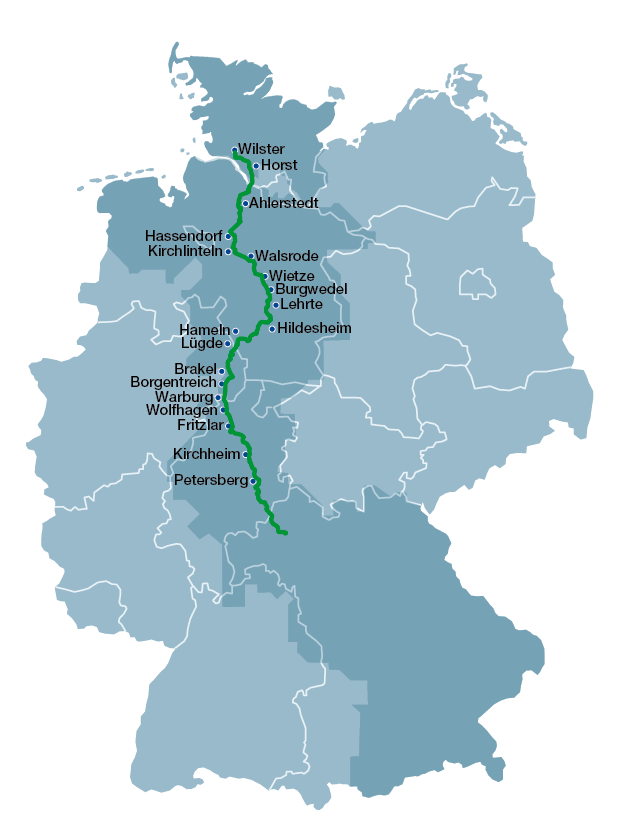 Wilster
Horst
Ahlerstedt
Hassendorf
Kirchlinteln
Walsrode
Wietze
Burgwedel
Lehrte
Hildesheim
Hameln
Lügde
Brakel
Borgentreich
Warburg
Wolfhagen
Fritzlar
Kirchheim
Petersberg